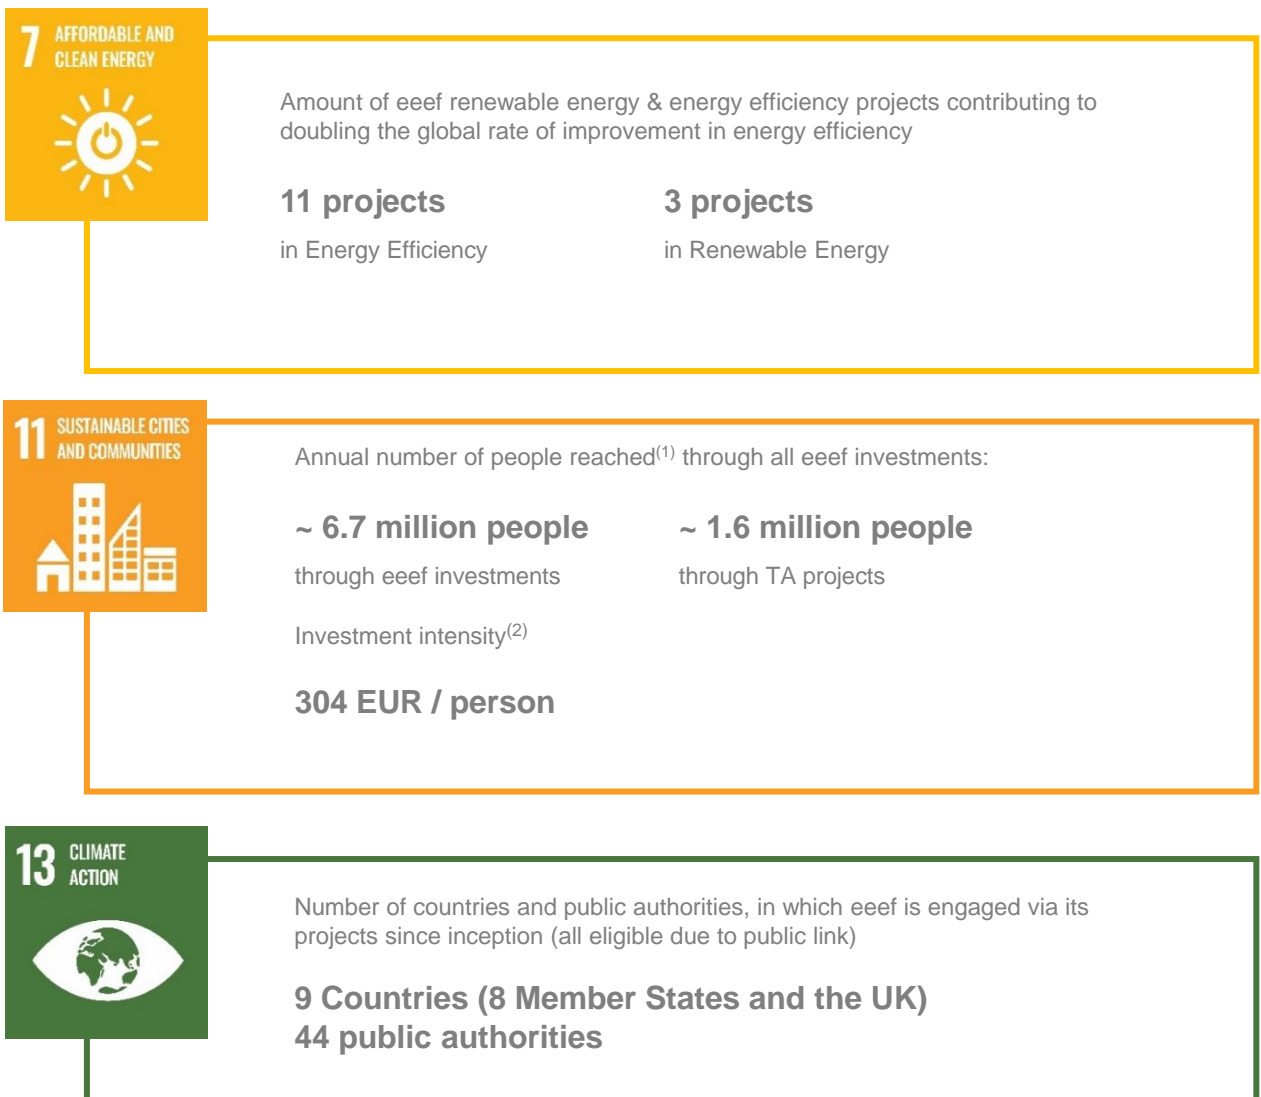 7 AFFORDABLE AND
CLEAN ENERGY
Amount of eeef renewable energy & energy efficiency projects contributing to
doubling the global rate of improvement in energy efficiency
11 projects 3 projects
in Energy Efficiency in Renewable Energy
11 SUSTAINABLE CITIES
AND COMMUNITIES
Annual number of people reached(1) through all eeef investments:
~ 6.7 million people ~ 1.6 million people
through eeef investments through TA projects
Investment intensity(2)
304 EUR / person
13 CLIMATE
ACTION
Number of countries and public authorities, in which eeef is engaged via its
projects since inception (all eligible due to public link)
9 Countries (8 Member States and the UK)
44 public authorities